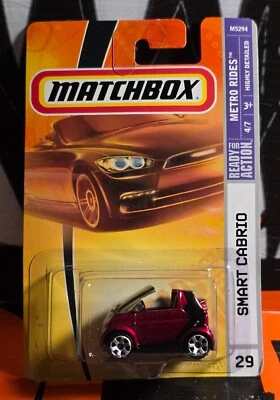 M5294
MATCHBOX
METRO RIDES™
HIGHLY DETAILED
READY FOR ACTION
4/7
3+
SMART CABRIO
29